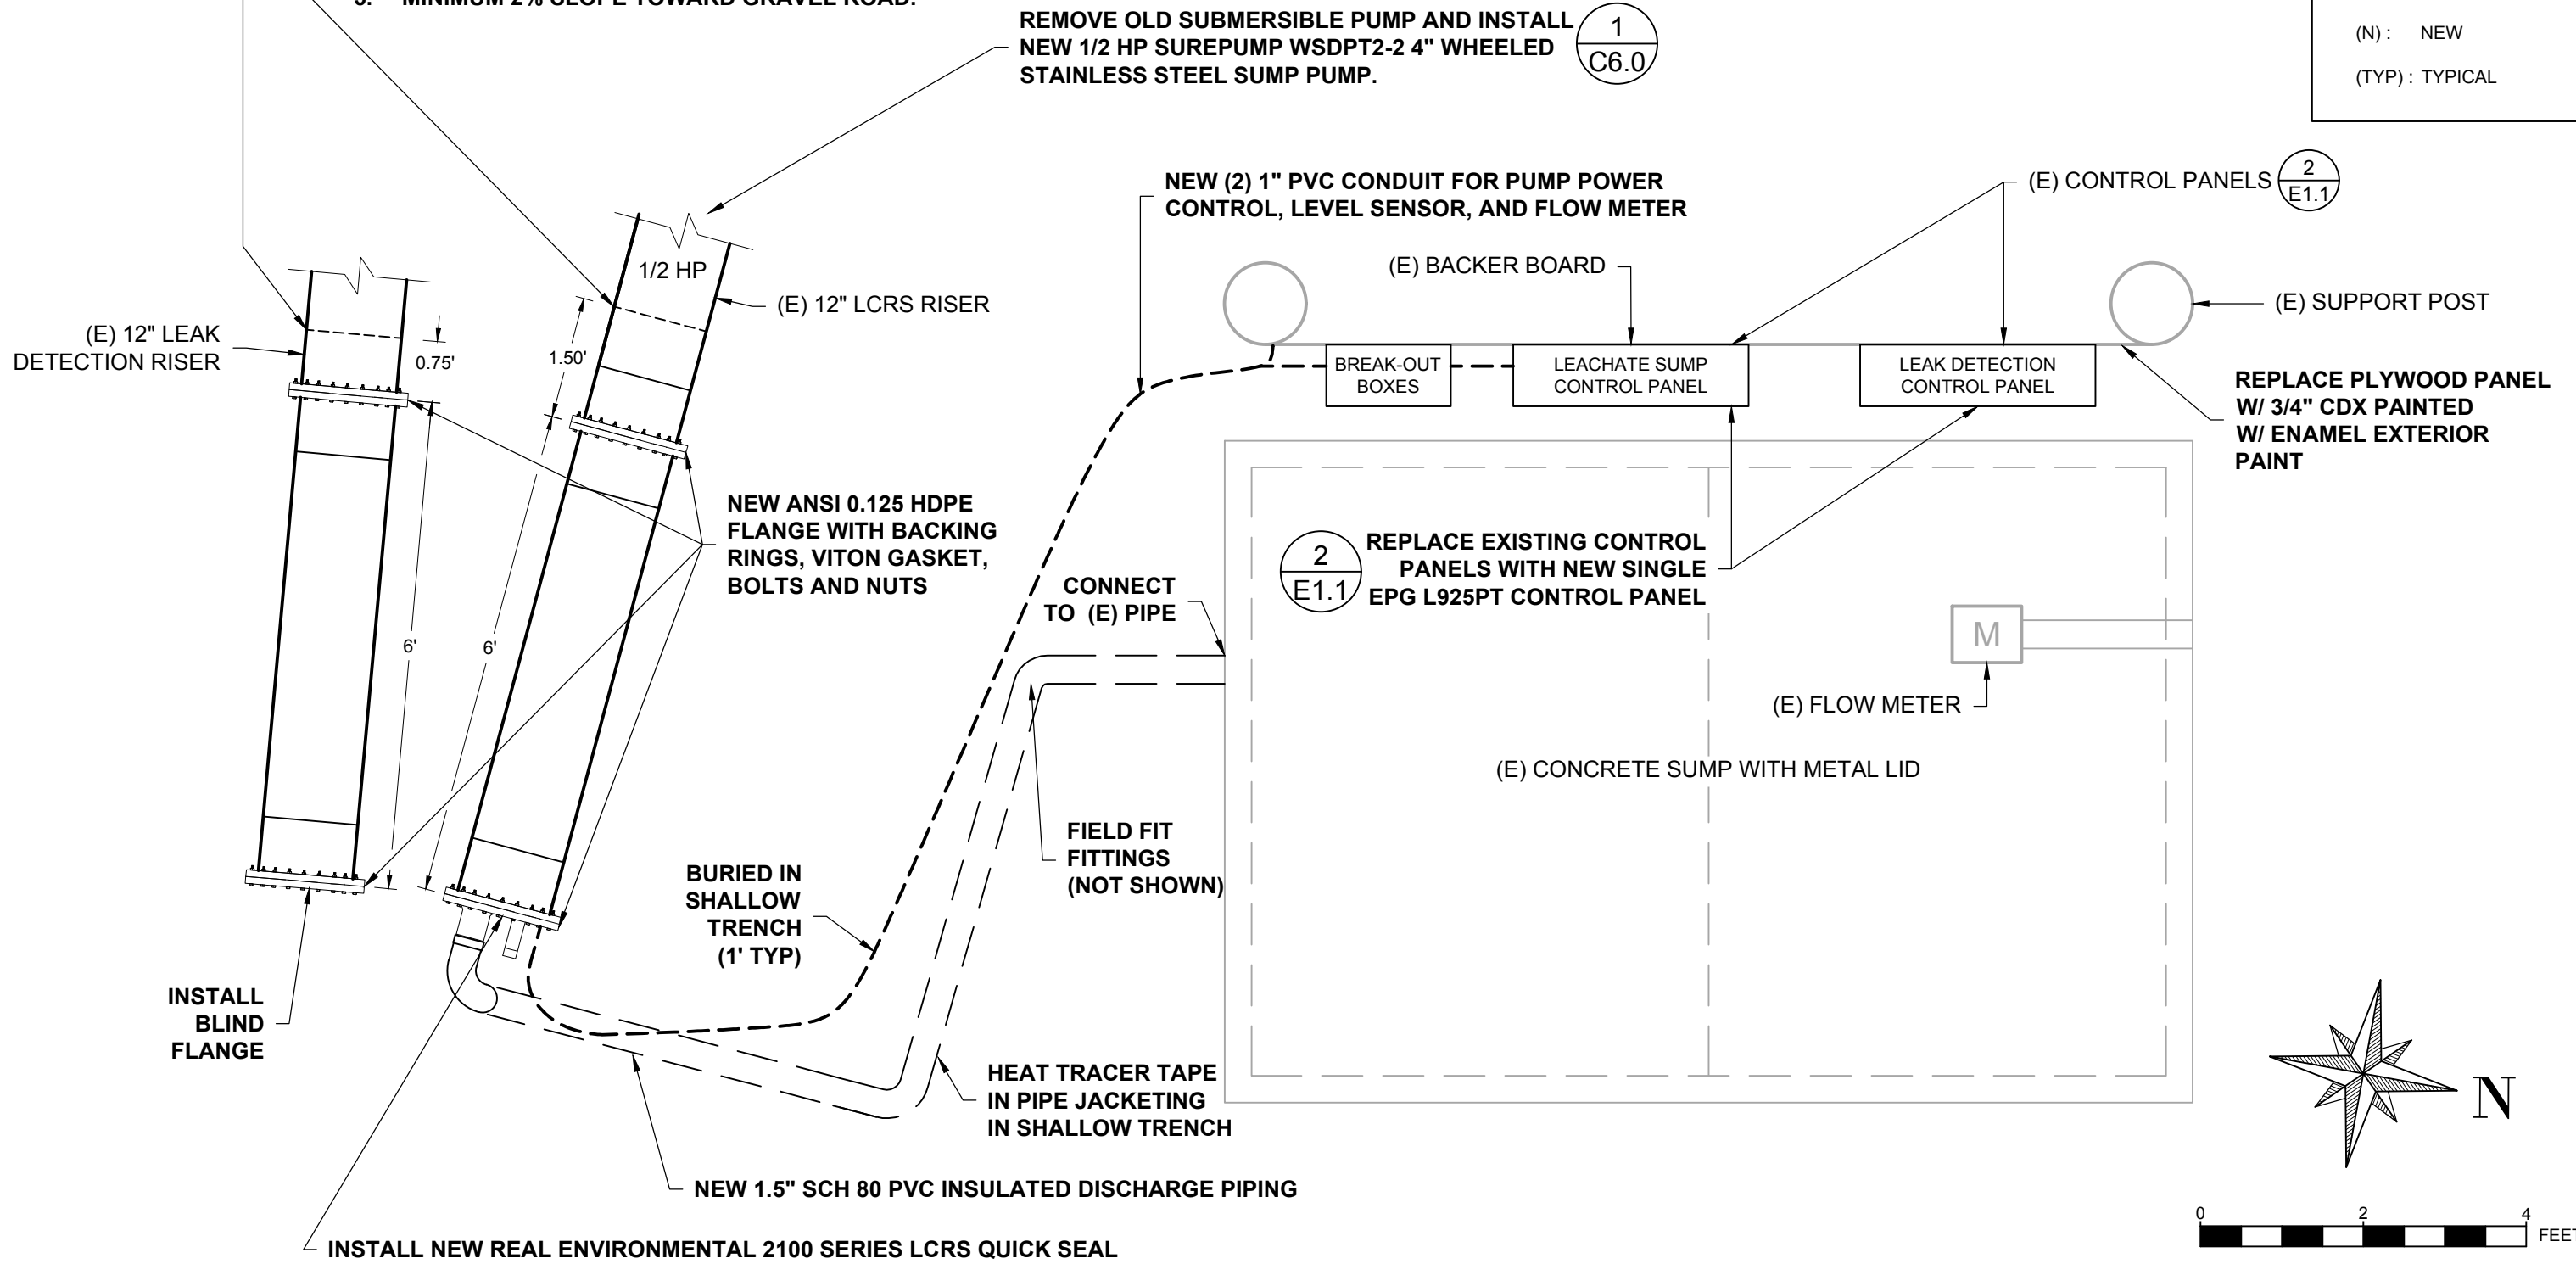 3. MINIMUM 2% SLOPE TOWARD GRAVEL ROAD.
REMOVE OLD SUBMERSIBLE PUMP AND INSTALL
NEW 1/2 HP SUREPUMP WSDPT2-2 4" WHEELED
STAINLESS STEEL SUMP PUMP.
1
C6.0
(N) : NEW
(TYP) : TYPICAL
NEW (2) 1" PVC CONDUIT FOR PUMP POWER
CONTROL, LEVEL SENSOR, AND FLOW METER
(E) CONTROL PANELS
2
E1.1
(E) BACKER BOARD
1/2 HP
(E) 12" LCRS RISER
(E) SUPPORT POST
(E) 12" LEAK
DETECTION RISER
0.75'
1.50'
BREAK-OUT
BOXES
LEACHATE SUMP
CONTROL PANEL
LEAK DETECTION
CONTROL PANEL
REPLACE PLYWOOD PANEL
W/ 3/4" CDX PAINTED
W/ ENAMEL EXTERIOR
PAINT
NEW ANSI 0.125 HDPE
FLANGE WITH BACKING
RINGS, VITON GASKET,
BOLTS AND NUTS
2
E1.1
REPLACE EXISTING CONTROL
PANELS WITH NEW SINGLE
EPG L925PT CONTROL PANEL
CONNECT
TO (E) PIPE
6'
6'
M
(E) FLOW METER
(E) CONCRETE SUMP WITH METAL LID
FIELD FIT
FITTINGS
(NOT SHOWN)
BURIED IN
SHALLOW
TRENCH
(1' TYP)
INSTALL
BLIND
FLANGE
HEAT TRACER TAPE
IN PIPE JACKETING
IN SHALLOW TRENCH
N
NEW 1.5" SCH 80 PVC INSULATED DISCHARGE PIPING
INSTALL NEW REAL ENVIRONMENTAL 2100 SERIES LCRS QUICK SEAL
0 2 4
FEET